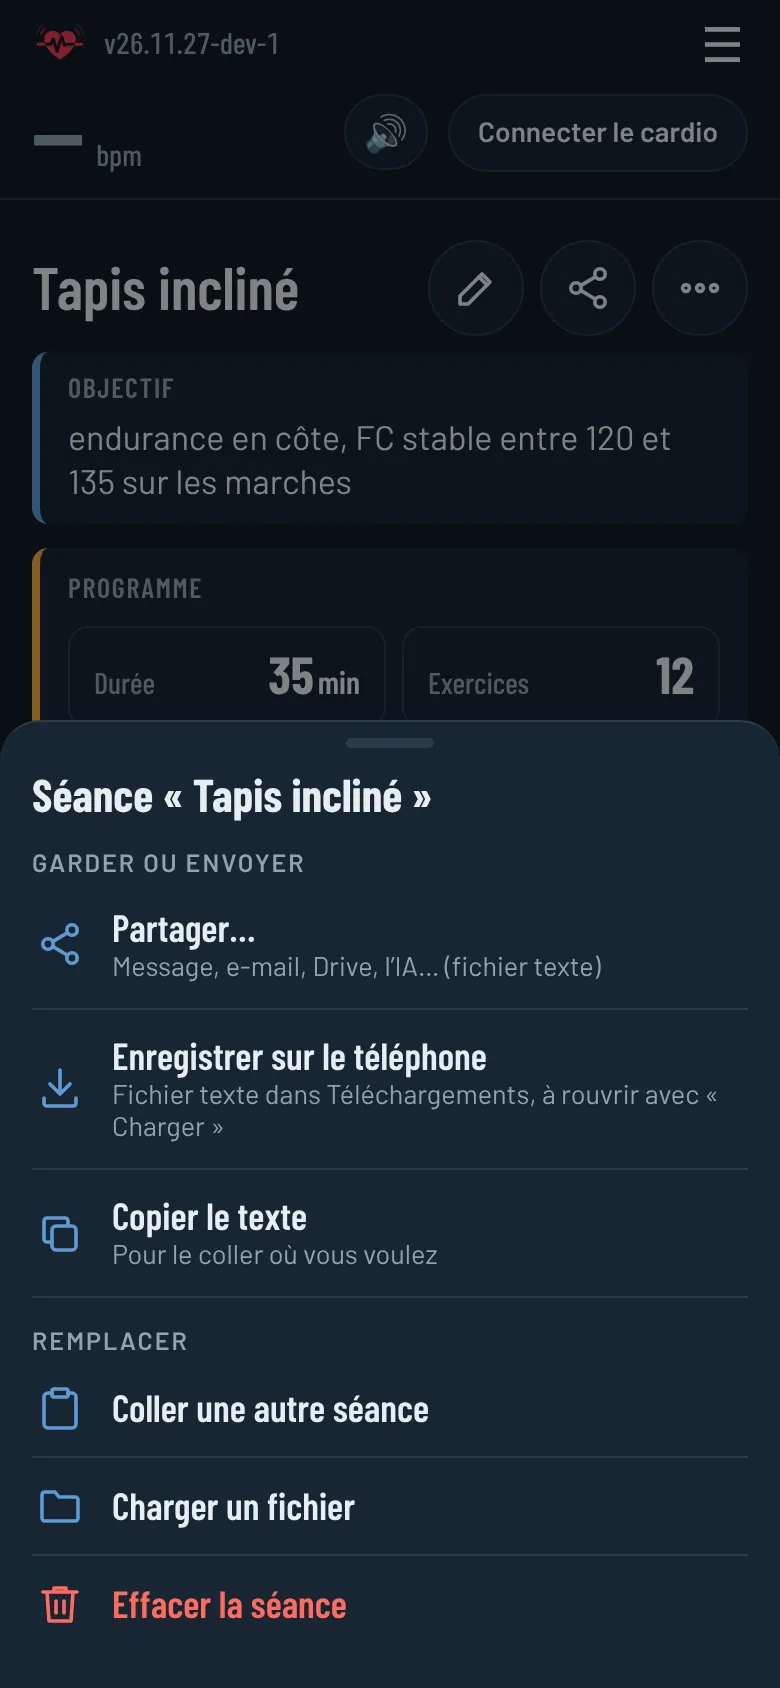 v26.11.27-dev-1
bpm
Connecter le cardio
Tapis incliné
OBJECTIF
endurance en côte, FC stable entre 120 et
135 sur les marches
PROGRAMME
Durée 35 min
Exercices 12
Séance « Tapis incliné »
GARDER OU ENVOYER
Partager…
Message, e-mail, Drive, l’IA… (fichier texte)
Enregistrer sur le téléphone
Fichier texte dans Téléchargements, à rouvrir avec «
Charger »
Copier le texte
Pour le coller où vous voulez
REMPLACER
Coller une autre séance
Charger un fichier
Effacer la séance